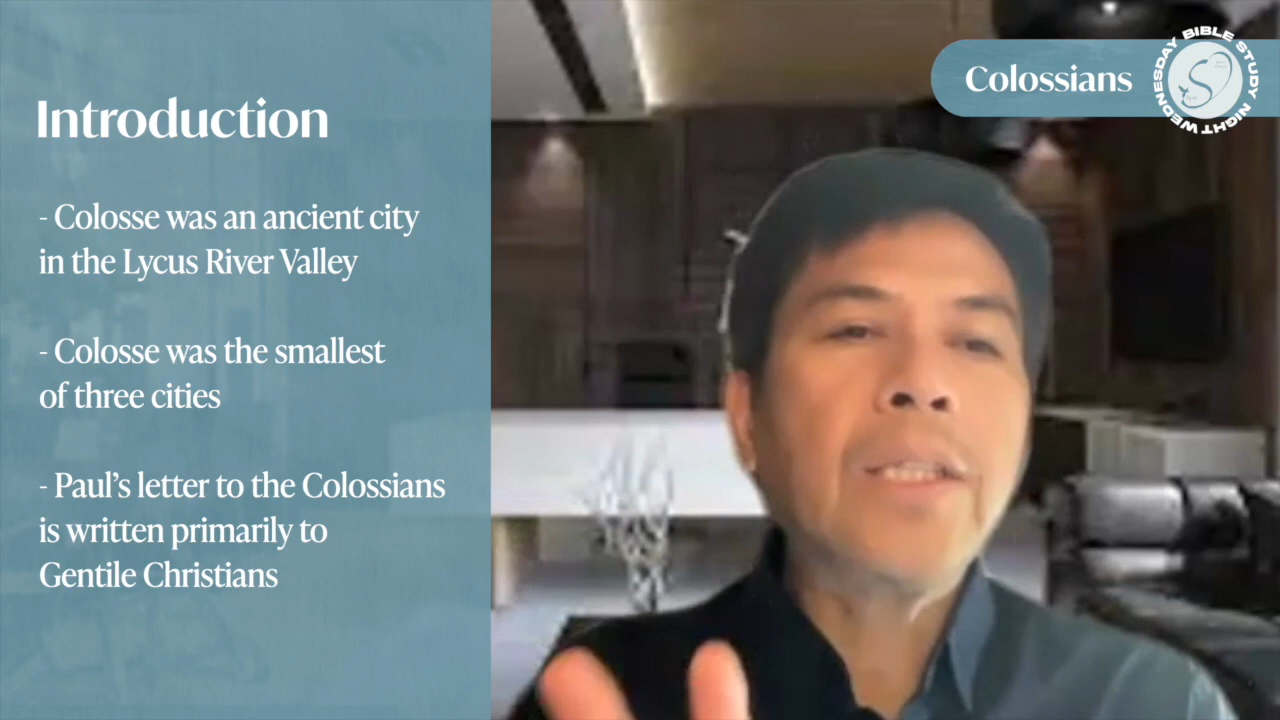 Introduction
- Colosse was an ancient city
in the Lycus River Valley
- Colosse was the smallest
of three cities
- Paul's letter to the Colossians
is written primarily to
Gentile Christians
Colossians
WEDNESDAY BIBLE STUDY NIGHT